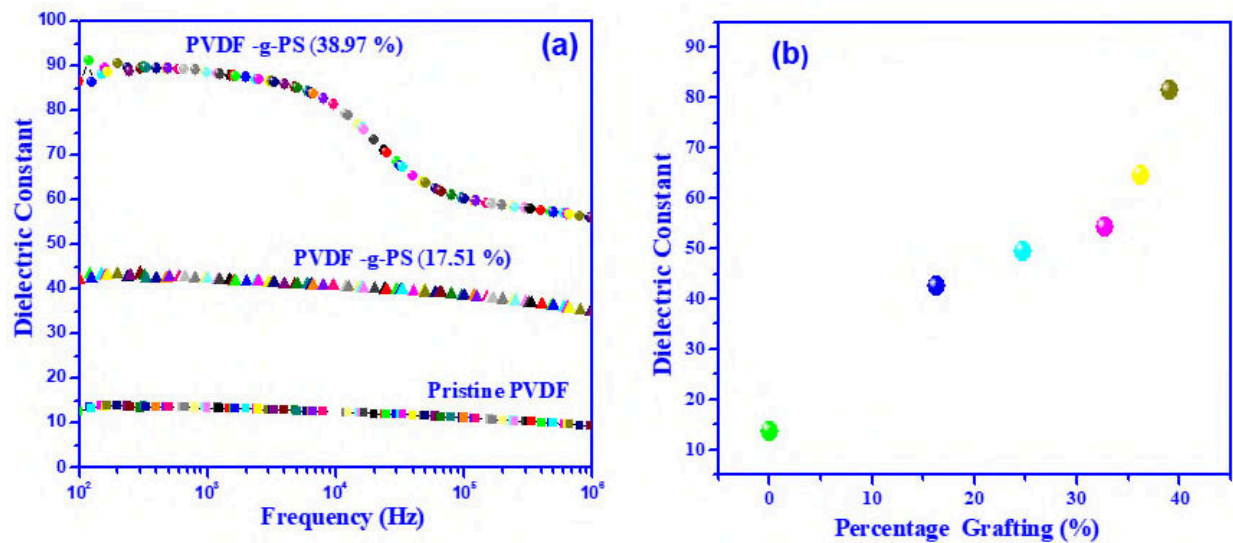 (a)
PVDF -g-PS (38.97 %)
PVDF -g-PS (17.51 %)
Pristine PVDF
Dielectric Constant
100
90
80
70
60
50
40
30
20
10
0
10² 10³ 10⁴ 10⁵ 10⁶
Frequency (Hz)
(b)
Dielectric Constant
90
80
70
60
50
40
30
20
10
0 10 20 30 40
Percentage Grafting (%)